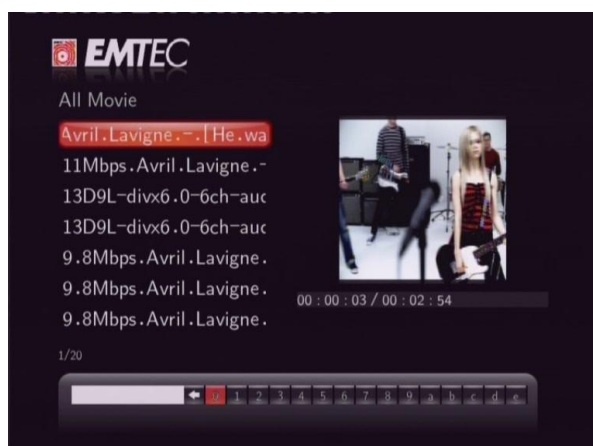 EMTEC
All Movie
Avril.Lavigne.-.[He.wa
11Mbps.Avril.Lavigne.-
13D9L-divx6.0-6ch-auc
13D9L-divx6.0-6ch-auc
9.8Mbps.Avril.Lavigne.
9.8Mbps.Avril.Lavigne.
9.8Mbps.Avril.Lavigne.
00 : 00 : 03 / 00 : 02 : 54
1/20
0 1 2 3 4 5 6 7 8 9 a b c d e